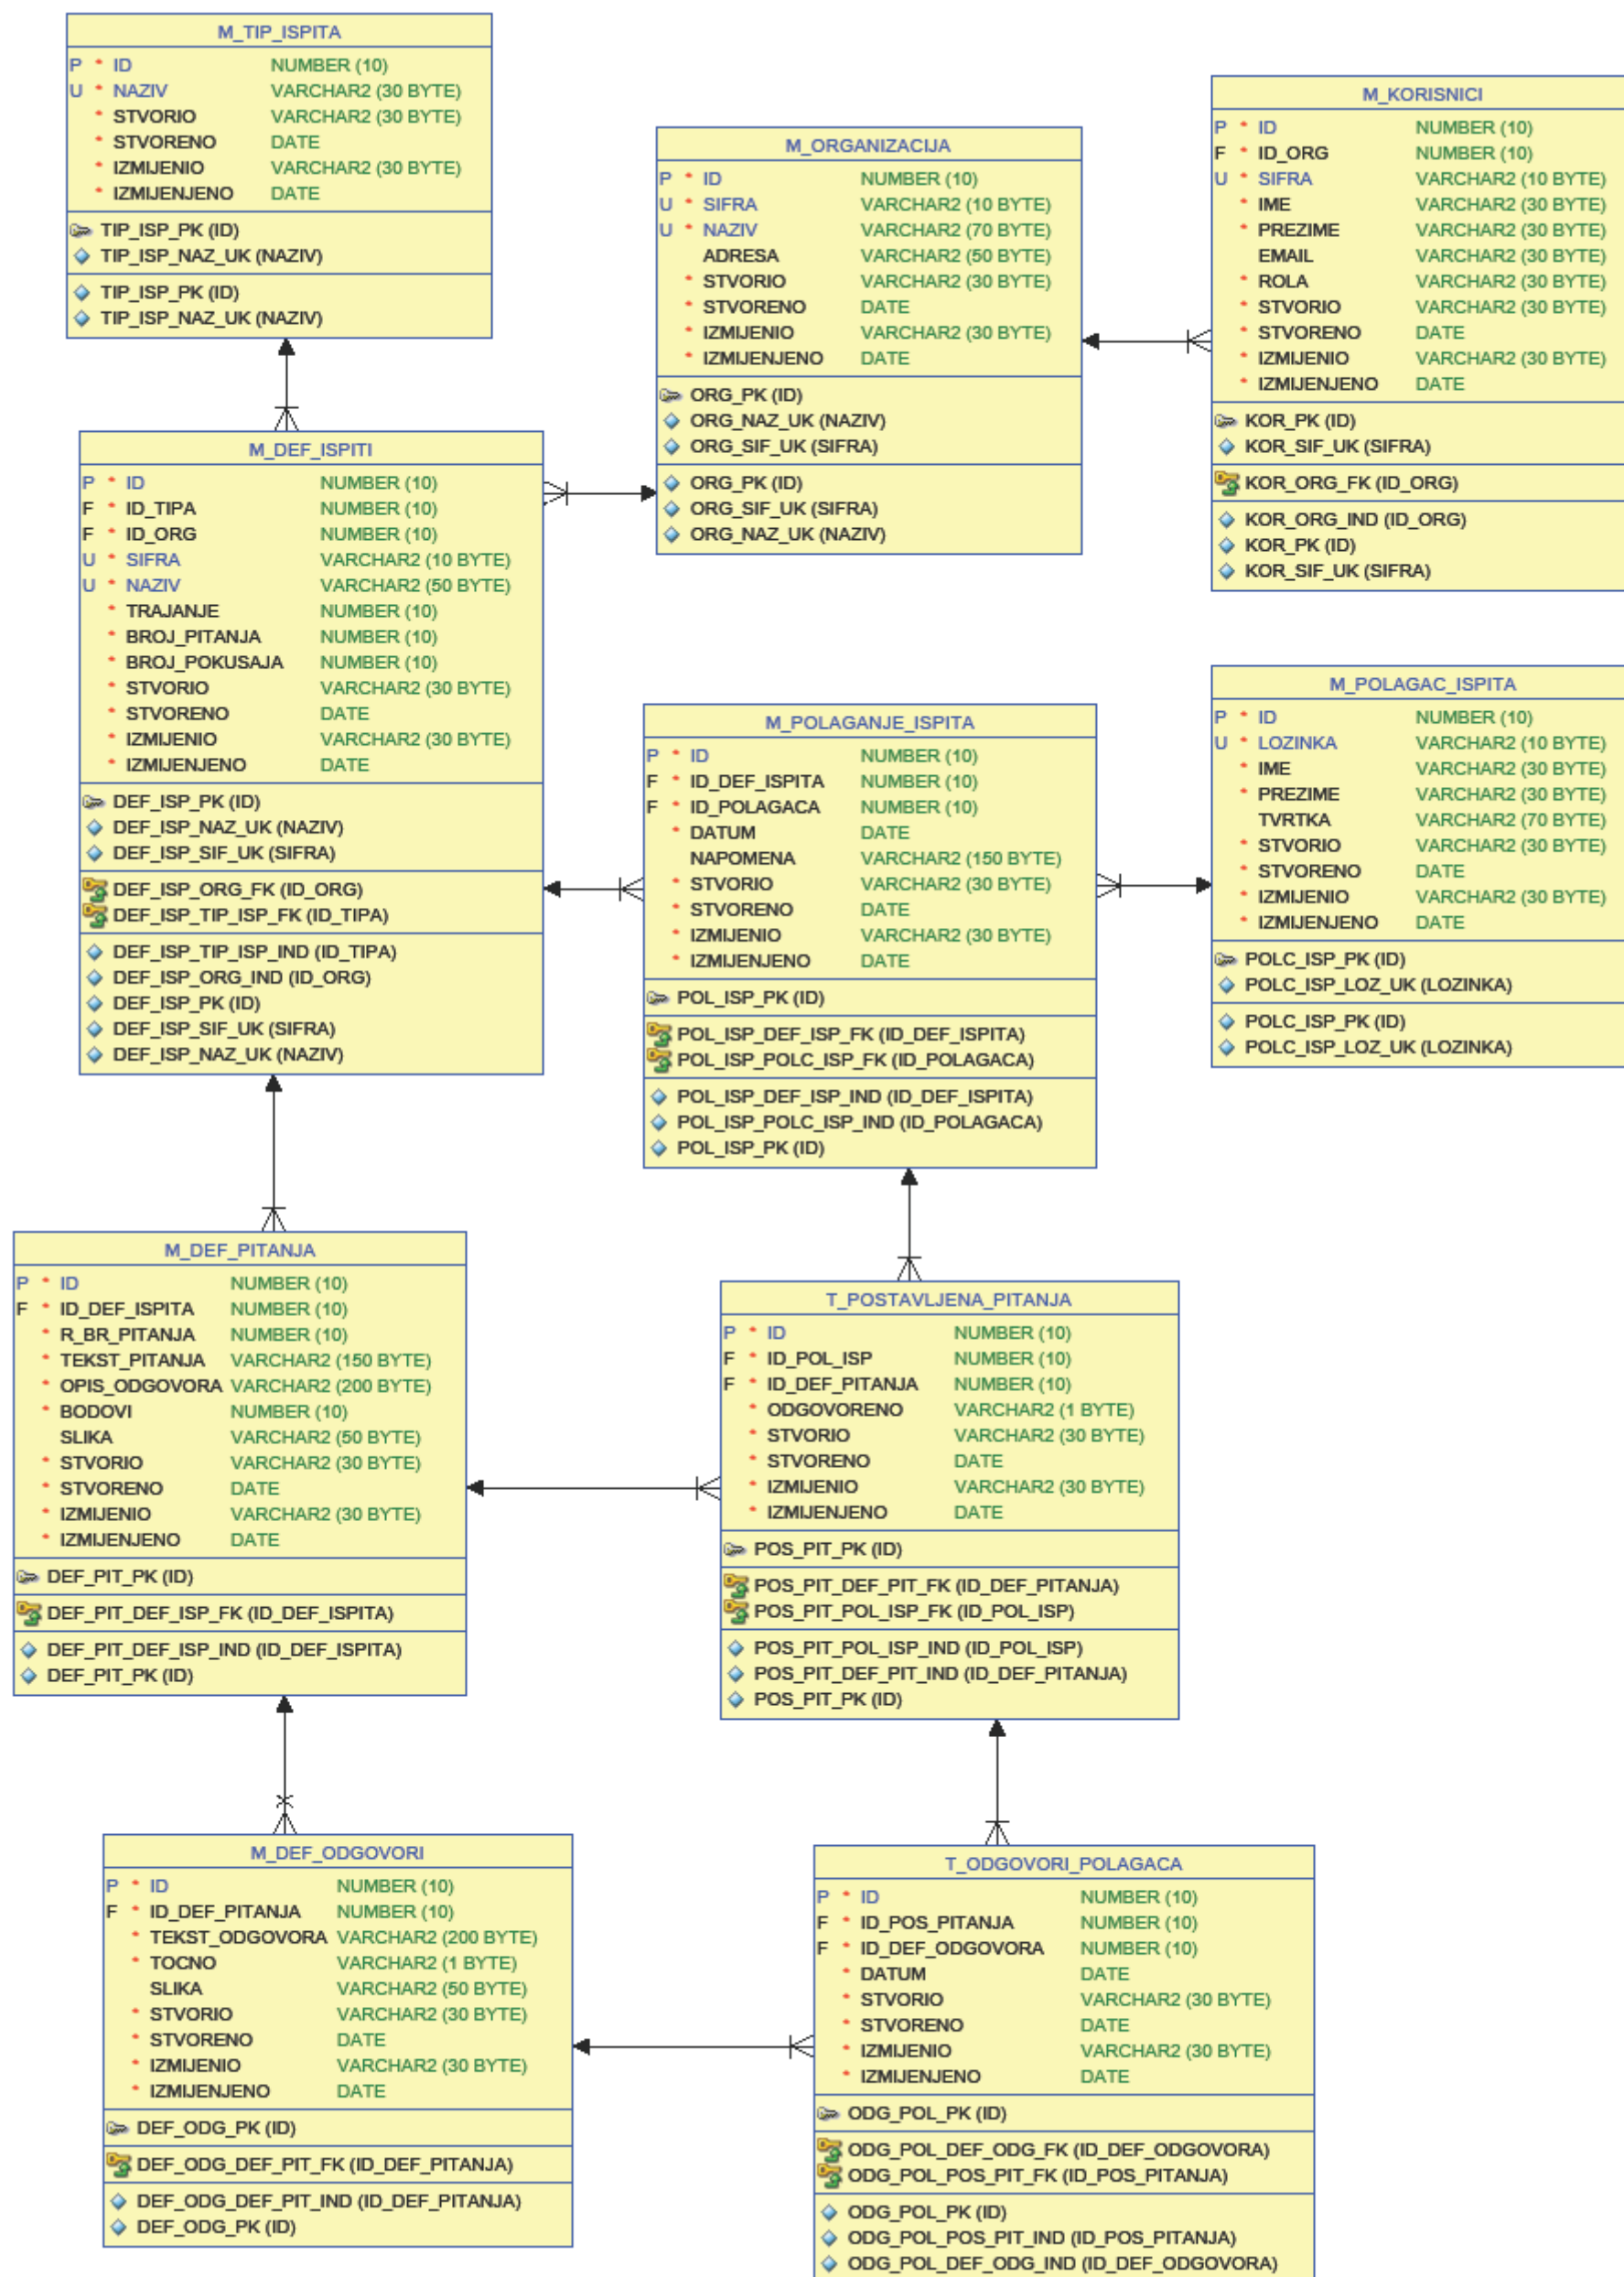 M_TIP_ISPITA
P * ID NUMBER (10)
U * NAZIV VARCHAR2 (30 BYTE)
* STVORIO VARCHAR2 (30 BYTE)
* STVORENO DATE
* IZMIJENIO VARCHAR2 (30 BYTE)
* IZMIJENJENO DATE
TIP_ISP_PK (ID)
TIP_ISP_NAZ_UK (NAZIV)
TIP_ISP_PK (ID)
TIP_ISP_NAZ_UK (NAZIV)
M_ORGANIZACIJA
P * ID NUMBER (10)
U * SIFRA VARCHAR2 (10 BYTE)
U * NAZIV VARCHAR2 (70 BYTE)
ADRESA VARCHAR2 (50 BYTE)
* STVORIO VARCHAR2 (30 BYTE)
* STVORENO DATE
* IZMIJENIO VARCHAR2 (30 BYTE)
* IZMIJENJENO DATE
ORG_PK (ID)
ORG_NAZ_UK (NAZIV)
ORG_SIF_UK (SIFRA)
ORG_PK (ID)
ORG_SIF_UK (SIFRA)
ORG_NAZ_UK (NAZIV)
M_KORISNICI
P * ID NUMBER (10)
F * ID_ORG NUMBER (10)
U * SIFRA VARCHAR2 (10 BYTE)
* IME VARCHAR2 (30 BYTE)
* PREZIME VARCHAR2 (30 BYTE)
EMAIL VARCHAR2 (30 BYTE)
* ROLA VARCHAR2 (30 BYTE)
* STVORIO VARCHAR2 (30 BYTE)
* STVORENO DATE
* IZMIJENIO VARCHAR2 (30 BYTE)
* IZMIJENJENO DATE
KOR_PK (ID)
KOR_SIF_UK (SIFRA)
KOR_ORG_FK (ID_ORG)
KOR_ORG_IND (ID_ORG)
KOR_PK (ID)
KOR_SIF_UK (SIFRA)
M_DEF_ISPITI
P * ID NUMBER (10)
F * ID_TIPA NUMBER (10)
F * ID_ORG NUMBER (10)
U * SIFRA VARCHAR2 (10 BYTE)
U * NAZIV VARCHAR2 (50 BYTE)
* TRAJANJE NUMBER (10)
* BROJ_PITANJA NUMBER (10)
* BROJ_POKUSAJA NUMBER (10)
* STVORIO VARCHAR2 (30 BYTE)
* STVORENO DATE
* IZMIJENIO VARCHAR2 (30 BYTE)
* IZMIJENJENO DATE
DEF_ISP_PK (ID)
DEF_ISP_NAZ_UK (NAZIV)
DEF_ISP_SIF_UK (SIFRA)
DEF_ISP_ORG_FK (ID_ORG)
DEF_ISP_TIP_ISP_FK (ID_TIPA)
DEF_ISP_TIP_ISP_IND (ID_TIPA)
DEF_ISP_ORG_IND (ID_ORG)
DEF_ISP_PK (ID)
DEF_ISP_SIF_UK (SIFRA)
DEF_ISP_NAZ_UK (NAZIV)
M_POLAGANJE_ISPITA
P * ID NUMBER (10)
F * ID_DEF_ISPITA NUMBER (10)
F * ID_POLAGACA NUMBER (10)
* DATUM DATE
NAPOMENA VARCHAR2 (150 BYTE)
* STVORIO VARCHAR2 (30 BYTE)
* STVORENO DATE
* IZMIJENIO VARCHAR2 (30 BYTE)
* IZMIJENJENO DATE
POL_ISP_PK (ID)
POL_ISP_DEF_ISP_FK (ID_DEF_ISPITA)
POL_ISP_POLC_ISP_FK (ID_POLAGACA)
POL_ISP_DEF_ISP_IND (ID_DEF_ISPITA)
POL_ISP_POLC_ISP_IND (ID_POLAGACA)
POL_ISP_PK (ID)
M_POLAGAC_ISPITA
P * ID NUMBER (10)
U * LOZINKA VARCHAR2 (10 BYTE)
* IME VARCHAR2 (30 BYTE)
* PREZIME VARCHAR2 (30 BYTE)
TVRTKA VARCHAR2 (70 BYTE)
* STVORIO VARCHAR2 (30 BYTE)
* STVORENO DATE
* IZMIJENIO VARCHAR2 (30 BYTE)
* IZMIJENJENO DATE
POLC_ISP_PK (ID)
POLC_ISP_LOZ_UK (LOZINKA)
POLC_ISP_PK (ID)
POLC_ISP_LOZ_UK (LOZINKA)
M_DEF_PITANJA
P * ID NUMBER (10)
F * ID_DEF_ISPITA NUMBER (10)
* R_BR_PITANJA NUMBER (10)
* TEKST_PITANJA VARCHAR2 (150 BYTE)
* OPIS_ODGOVORA VARCHAR2 (200 BYTE)
* BODOVI NUMBER (10)
SLIKA VARCHAR2 (50 BYTE)
* STVORIO VARCHAR2 (30 BYTE)
* STVORENO DATE
* IZMIJENIO VARCHAR2 (30 BYTE)
* IZMIJENJENO DATE
DEF_PIT_PK (ID)
DEF_PIT_DEF_ISP_FK (ID_DEF_ISPITA)
DEF_PIT_DEF_ISP_IND (ID_DEF_ISPITA)
DEF_PIT_PK (ID)
T_POSTAVLJENA_PITANJA
P * ID NUMBER (10)
F * ID_POL_ISP NUMBER (10)
F * ID_DEF_PITANJA NUMBER (10)
* ODGOVORENO VARCHAR2 (1 BYTE)
* STVORIO VARCHAR2 (30 BYTE)
* STVORENO DATE
* IZMIJENIO VARCHAR2 (30 BYTE)
* IZMIJENJENO DATE
POS_PIT_PK (ID)
POS_PIT_DEF_PIT_FK (ID_DEF_PITANJA)
POS_PIT_POL_ISP_FK (ID_POL_ISP)
POS_PIT_POL_ISP_IND (ID_POL_ISP)
POS_PIT_DEF_PIT_IND (ID_DEF_PITANJA)
POS_PIT_PK (ID)
M_DEF_ODGOVORI
P * ID NUMBER (10)
F * ID_DEF_PITANJA NUMBER (10)
* TEKST_ODGOVORA VARCHAR2 (200 BYTE)
* TOCNO VARCHAR2 (1 BYTE)
SLIKA VARCHAR2 (50 BYTE)
* STVORIO VARCHAR2 (30 BYTE)
* STVORENO DATE
* IZMIJENIO VARCHAR2 (30 BYTE)
* IZMIJENJENO DATE
DEF_ODG_PK (ID)
DEF_ODG_DEF_PIT_FK (ID_DEF_PITANJA)
DEF_ODG_DEF_PIT_IND (ID_DEF_PITANJA)
DEF_ODG_PK (ID)
T_ODGOVORI_POLAGACA
P * ID NUMBER (10)
F * ID_POS_PITANJA NUMBER (10)
F * ID_DEF_ODGOVORA NUMBER (10)
* DATUM DATE
* STVORIO VARCHAR2 (30 BYTE)
* STVORENO DATE
* IZMIJENIO VARCHAR2 (30 BYTE)
* IZMIJENJENO DATE
ODG_POL_PK (ID)
ODG_POL_DEF_ODG_FK (ID_DEF_ODGOVORA)
ODG_POL_POS_PIT_FK (ID_POS_PITANJA)
ODG_POL_PK (ID)
ODG_POL_POS_PIT_IND (ID_POS_PITANJA)
ODG_POL_DEF_ODG_IND (ID_DEF_ODGOVORA)